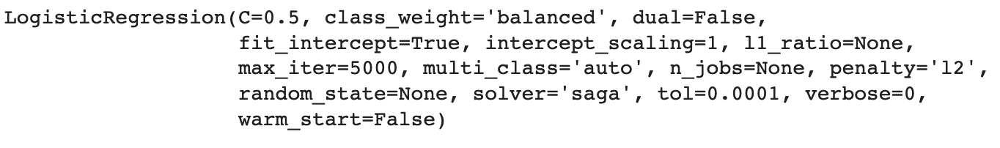 LogisticRegression(C=0.5, class_weight='balanced', dual=False,
fit_intercept=True, intercept_scaling=1, l1_ratio=None,
max_iter=5000, multi_class='auto', n_jobs=None, penalty='l2',
random_state=None, solver='saga', tol=0.0001, verbose=0,
warm_start=False)